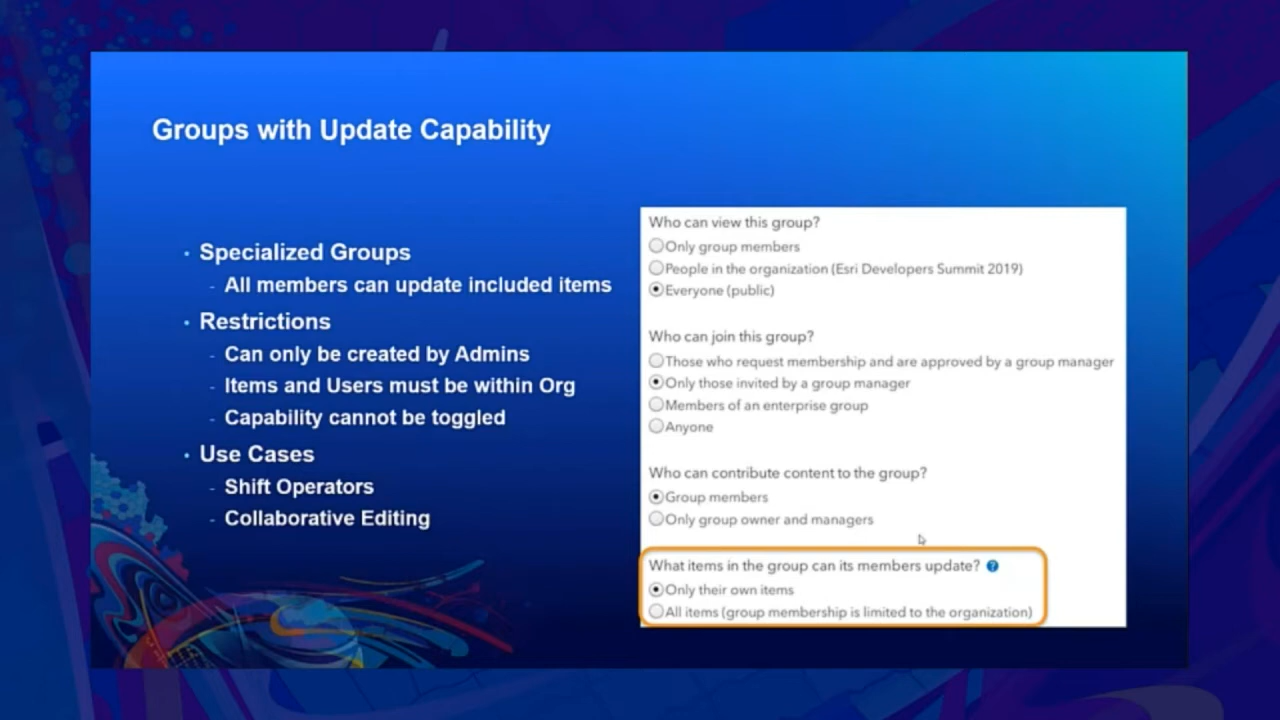 Groups with Update Capability
Specialized Groups
- All members can update included items
Restrictions
- Can only be created by Admins
- Items and Users must be within Org
- Capability cannot be toggled
Use Cases
- Shift Operators
- Collaborative Editing
Who can view this group?
Only group members
People in the organization (Esri Developers Summit 2019)
Everyone (public)
Who can join this group?
Those who request membership and are approved by a group manager
Only those invited by a group manager
Members of an enterprise group
Anyone
Who can contribute content to the group?
Group members
Only group owner and managers
What items in the group can its members update? ?
Only their own items
All items (group membership is limited to the organization)